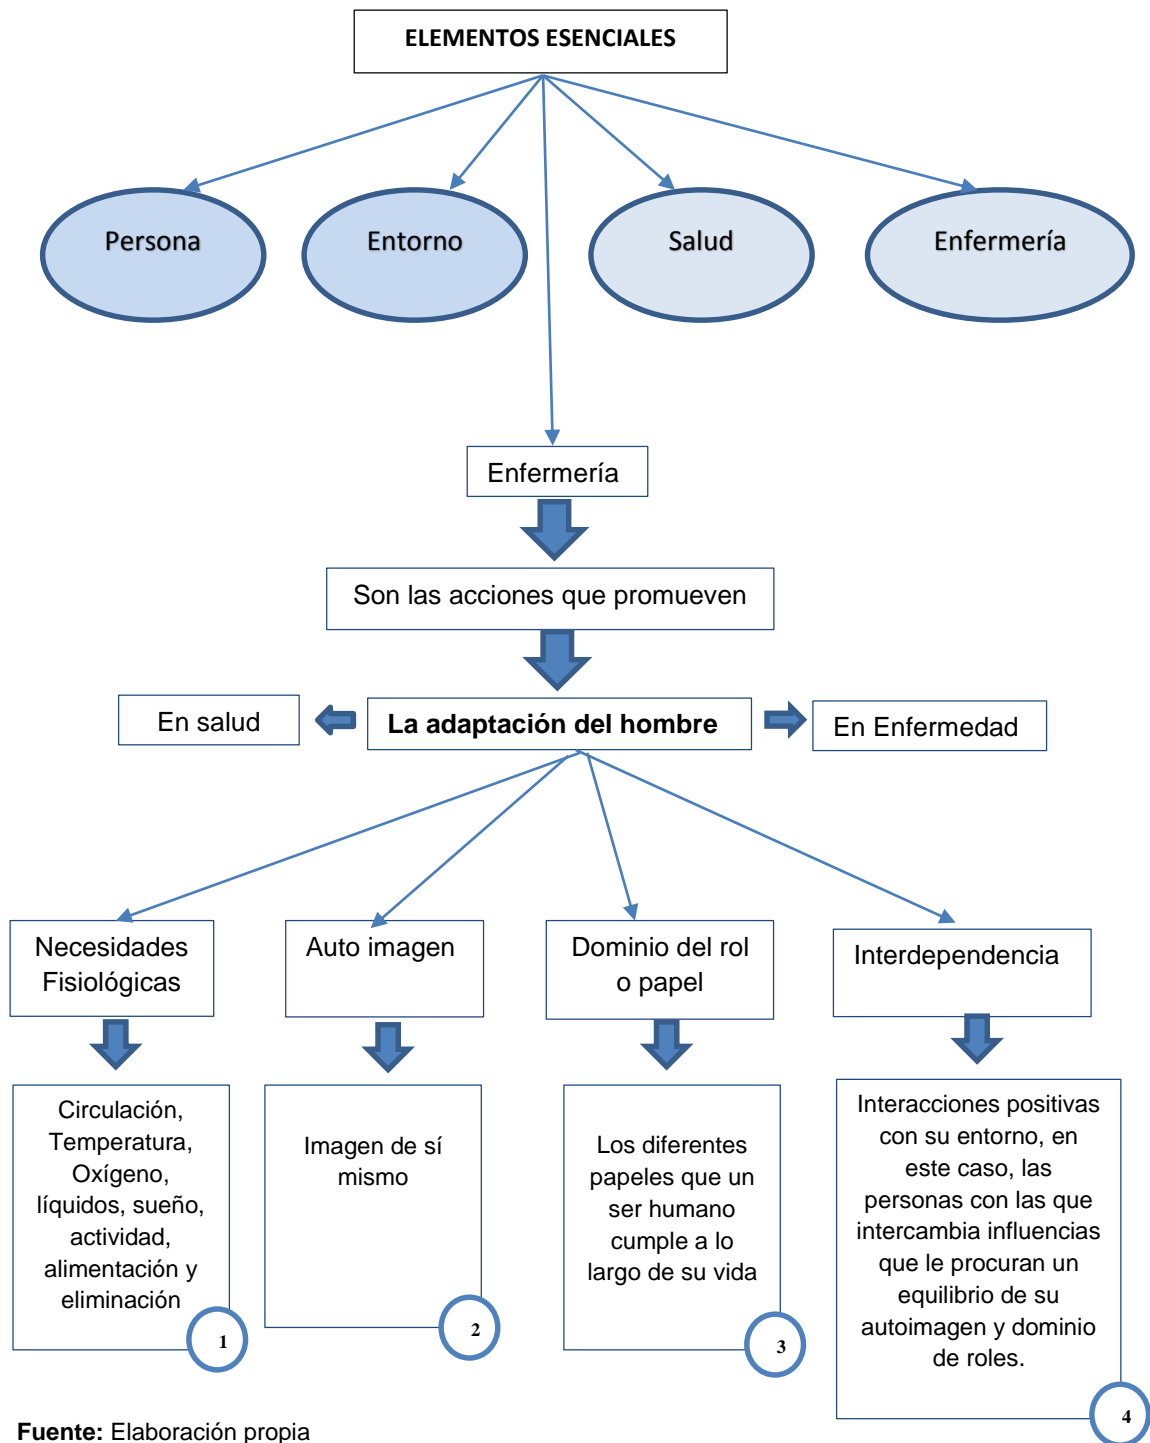 ELEMENTOS ESENCIALES
Persona
Entorno
Salud
Enfermería
Enfermería
Son las acciones que promueven
En salud
La adaptación del hombre
En Enfermedad
Necesidades
Fisiológicas
Auto imagen
Dominio del rol
o papel
Interdependencia
Circulación,
Temperatura,
Oxígeno,
líquidos, sueño,
actividad,
alimentación y
eliminación
1
Imagen de sí
mismo
2
Los diferentes
papeles que un
ser humano
cumple a lo
largo de su vida
3
Interacciones positivas
con su entorno, en
este caso, las
personas con las que
intercambia influencias
que le procuran un
equilibrio de su
autoimagen y dominio
de roles.
4
Fuente: Elaboración propia